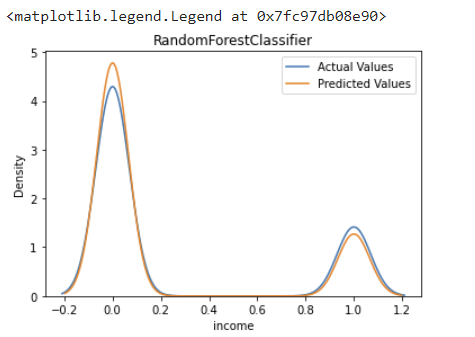 <matplotlib.legend.Legend at 0x7fc97db08e90>
RandomForestClassifier
Actual Values
Predicted Values
5
4
3
2
1
0
Density
−0.2 0.0 0.2 0.4 0.6 0.8 1.0 1.2
income